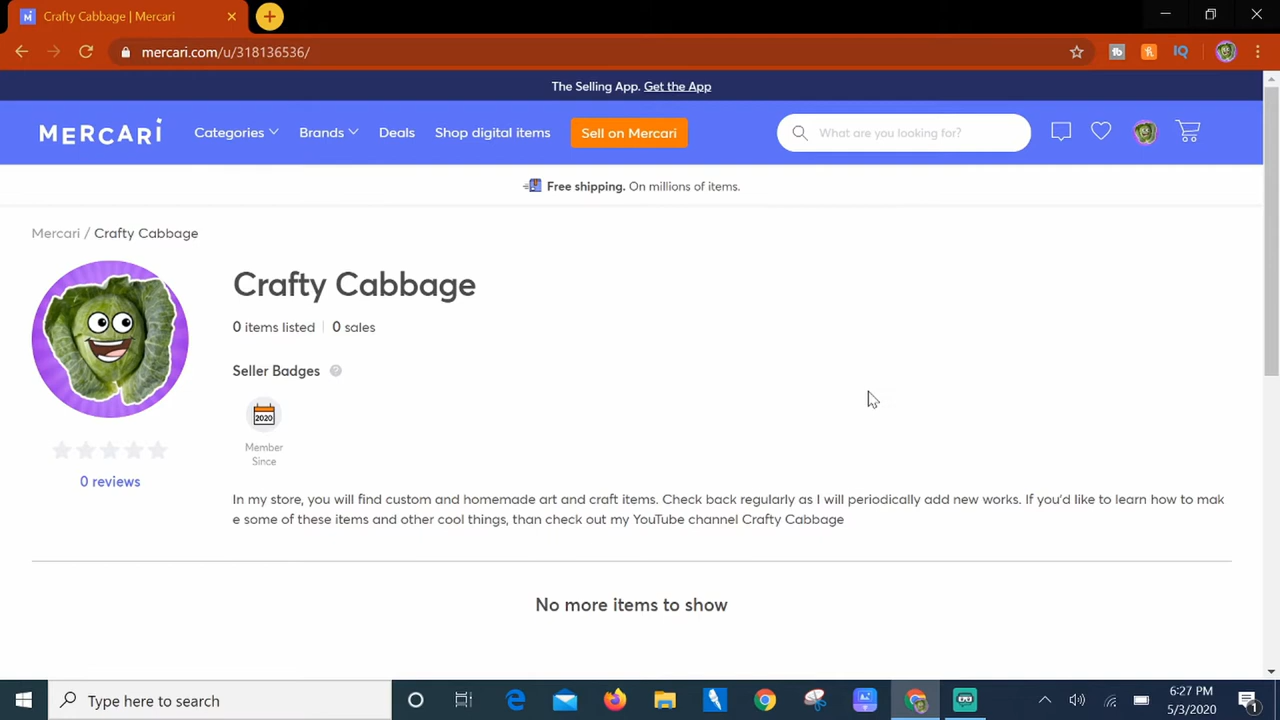 Crafty Cabbage | Mercari
mercari.com/u/318136536/
The Selling App. Get the App
MERCARI
Categories
Brands
Deals
Shop digital items
Sell on Mercari
What are you looking for?
Free shipping. On millions of items.
Mercari / Crafty Cabbage
Crafty Cabbage
0 items listed | 0 sales
Seller Badges ?
2020
Member
Since
0 reviews
In my store, you will find custom and homemade art and craft items. Check back regularly as I will periodically add new works. If you'd like to learn how to mak
e some of these items and other cool things, than check out my YouTube channel Crafty Cabbage
No more items to show
Type here to search
6:27 PM
5/3/2020
1